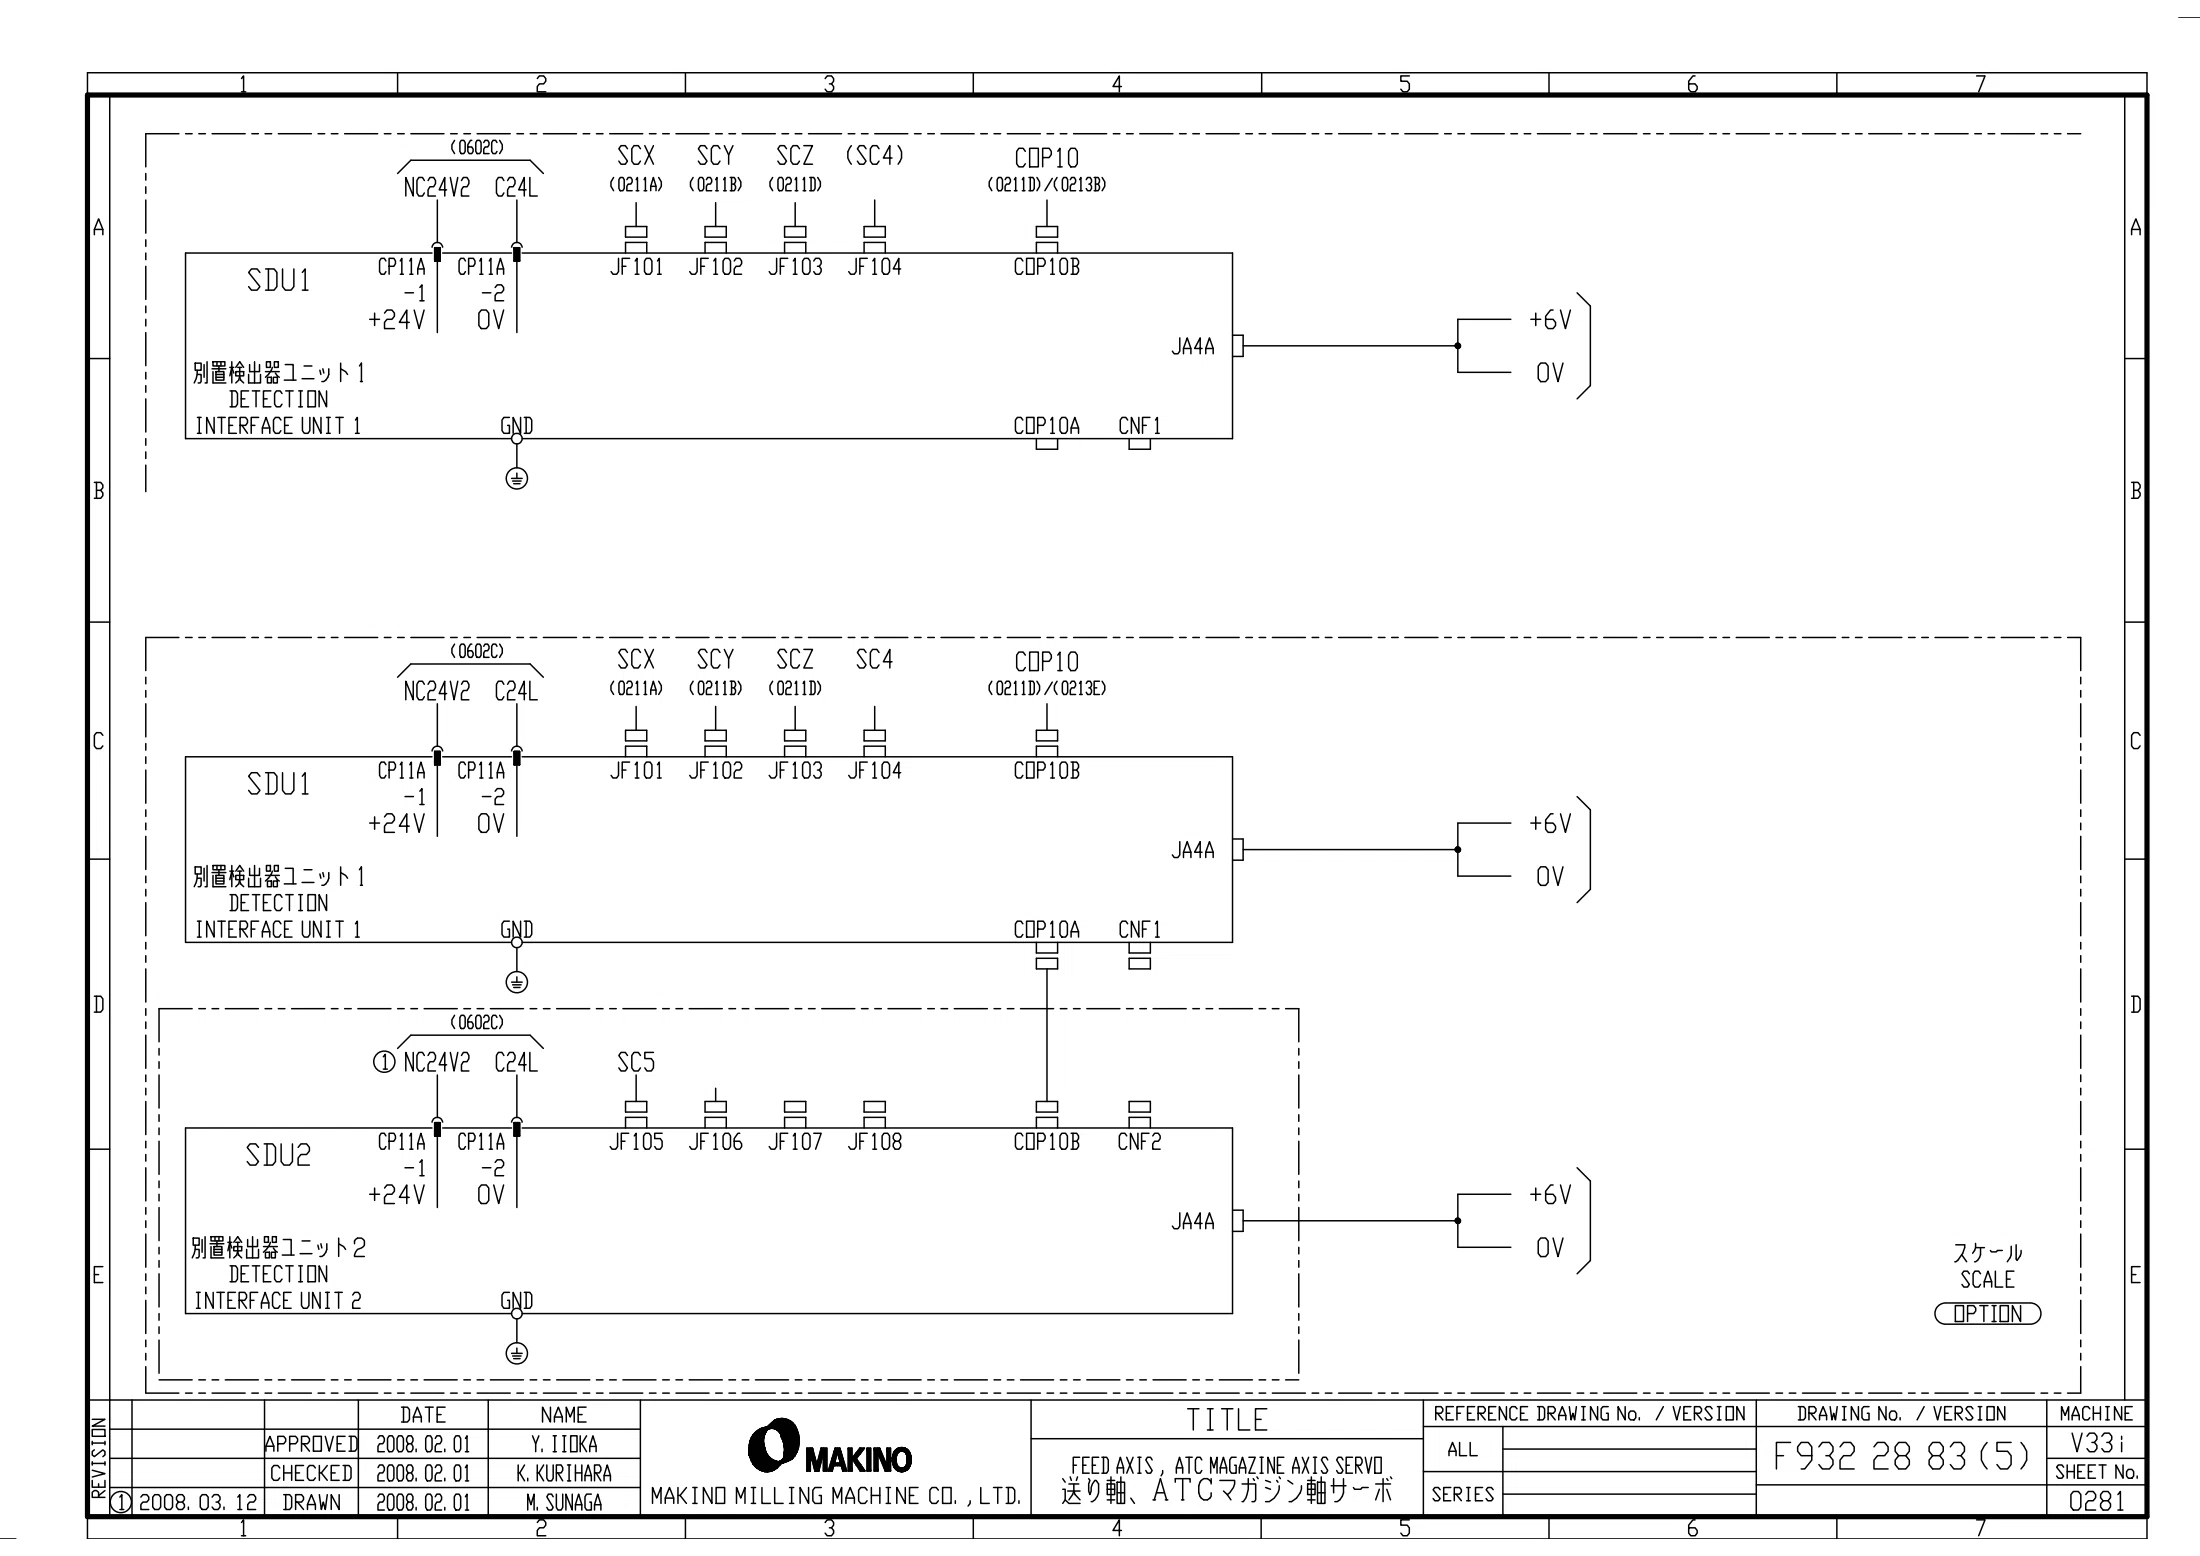 1 2 3 4 5 6 7
A A
B B
C C
D D
E E
(0602C)
NC24V2 C24L
SCX SCY SCZ (SC4) COP10
(0211A) (0211B) (0211D) (0211D)/(0213B)
SDU1
CP11A CP11A JF101 JF102 JF103 JF104 COP10B
-1 -2
+24V 0V
JA4A
+6V
0V
別置検出器ユニット1
DETECTION
INTERFACE UNIT 1
GND COP10A CNF1
(0602C)
NC24V2 C24L
SCX SCY SCZ SC4 COP10
(0211A) (0211B) (0211D) (0211D)/(0213E)
SDU1
CP11A CP11A JF101 JF102 JF103 JF104 COP10B
-1 -2
+24V 0V
JA4A
+6V
0V
別置検出器ユニット1
DETECTION
INTERFACE UNIT 1
GND COP10A CNF1
(0602C)
① NC24V2 C24L SC5
SDU2
CP11A CP11A JF105 JF106 JF107 JF108 COP10B CNF2
-1 -2
+24V 0V
JA4A
+6V
0V
別置検出器ユニット2
DETECTION
INTERFACE UNIT 2
GND
スケール
SCALE
OPTION
REVISION
DATE NAME
APPROVED 2008.02.01 Y. IIOKA
CHECKED 2008.02.01 K. KURIHARA
① 2008.03.12 DRAWN 2008.02.01 M. SUNAGA
MAKINO
MAKINO MILLING MACHINE CO.,LTD.
TITLE
FEED AXIS, ATC MAGAZINE AXIS SERVO
送り軸、ATCマガジン軸サーボ
REFERENCE DRAWING No. / VERSION
ALL
SERIES
DRAWING No. / VERSION
F932 28 83(5)
MACHINE
V33i
SHEET No.
0281
1 2 3 4 5 6 7